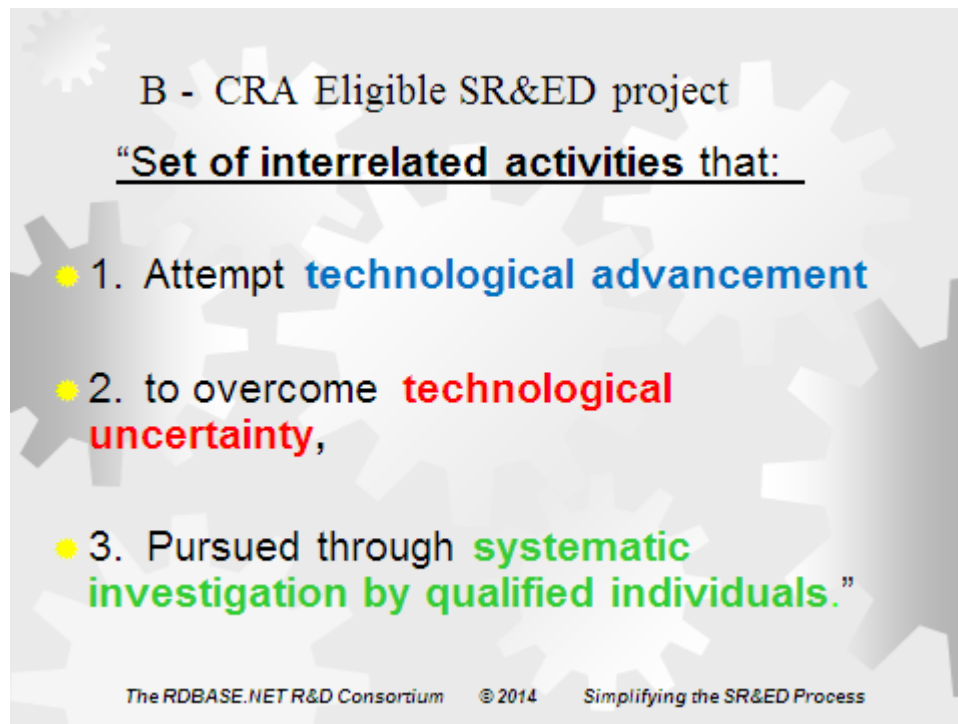 B - CRA Eligible SR&ED project
“Set of interrelated activities that:
1. Attempt technological advancement
2. to overcome technological
uncertainty,
3. Pursued through systematic
investigation by qualified individuals.”
The RDBASE.NET R&D Consortium © 2014 Simplifying the SR&ED Process